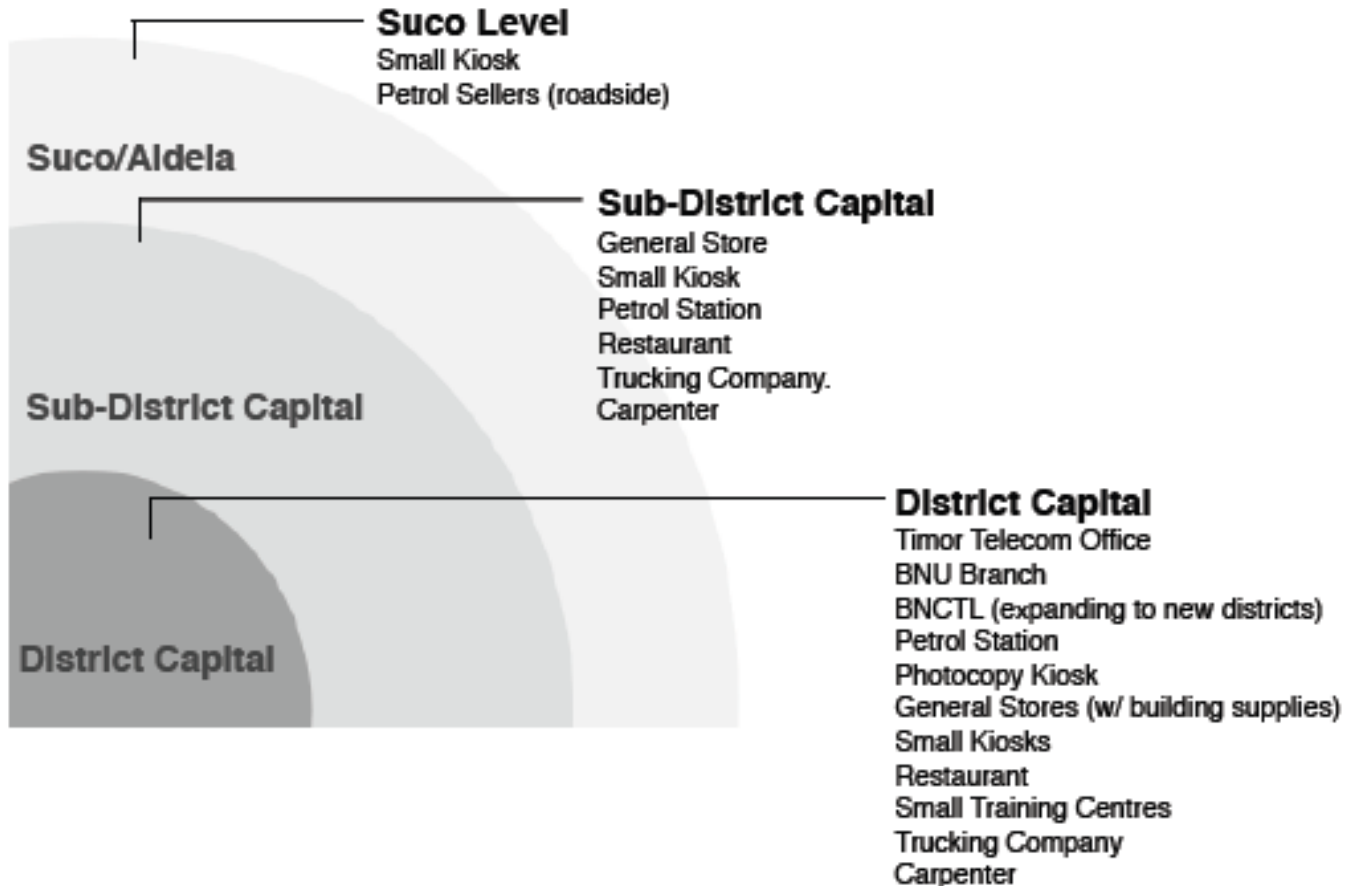 Suco Level
Small Kiosk
Petrol Sellers (roadside)
Suco/Aldeia
Sub-District Capital
General Store
Small Kiosk
Petrol Station
Restaurant
Trucking Company.
Carpenter
Sub-District Capital
District Capital
Timor Telecom Office
BNU Branch
BNCTL (expanding to new districts)
Petrol Station
Photocopy Kiosk
General Stores (w/ building supplies)
Small Kiosks
Restaurant
Small Training Centres
Trucking Company
Carpenter
District Capital